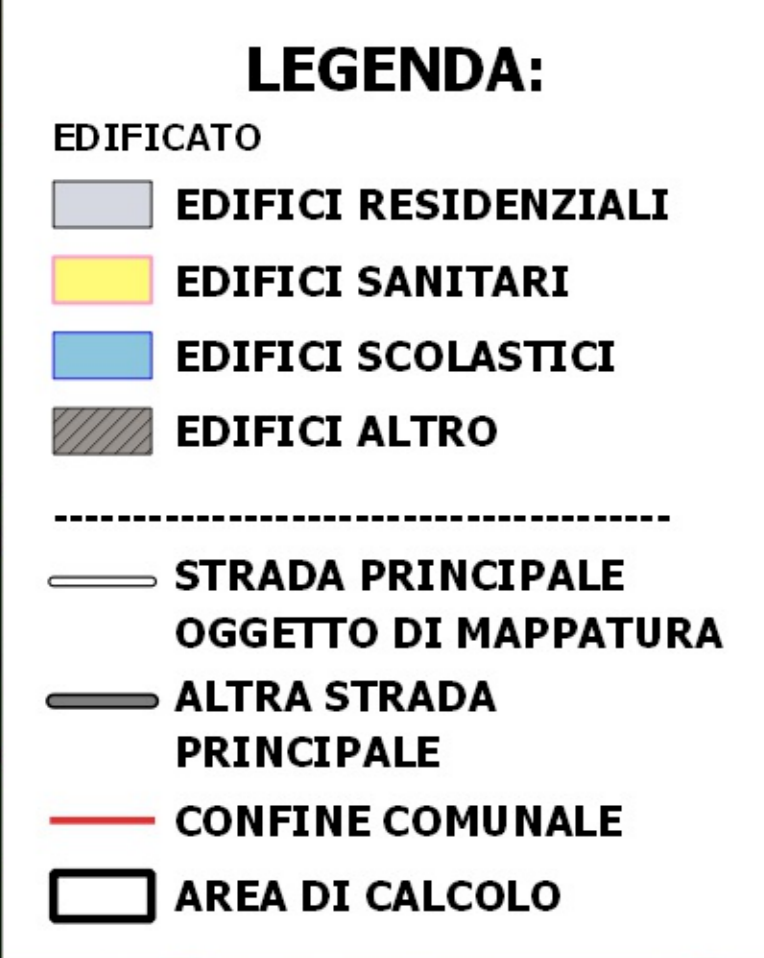 LEGENDA:
EDIFICATO
EDIFICI RESIDENZIALI
EDIFICI SANITARI
EDIFICI SCOLASTICI
EDIFICI ALTRO
STRADA PRINCIPALE
OGGETTO DI MAPPATURA
ALTRA STRADA
PRINCIPALE
CONFINE COMUNALE
AREA DI CALCOLO